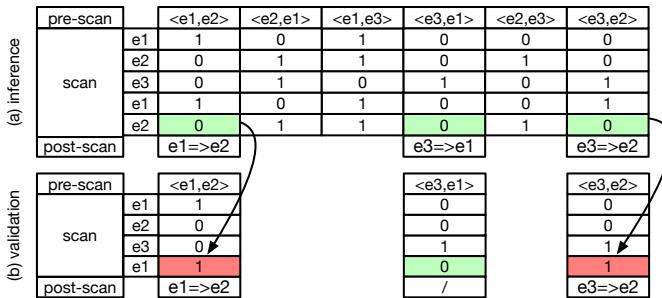 (a) inference
pre-scan <e1,e2> <e2,e1> <e1,e3> <e3,e1> <e2,e3> <e3,e2>
scan
e1 1 0 1 0 0 0
e2 0 1 1 0 1 0
e3 0 1 0 1 0 1
e1 1 0 1 0 0 1
e2 0 1 1 0 1 0
post-scan e1=>e2 e3=>e1 e3=>e2
(b) validation
pre-scan <e1,e2> <e3,e1> <e3,e2>
scan
e1 1 0 0
e2 0 0 0
e3 0 1 1
e1 1 0 1
post-scan e1=>e2 / e3=>e2